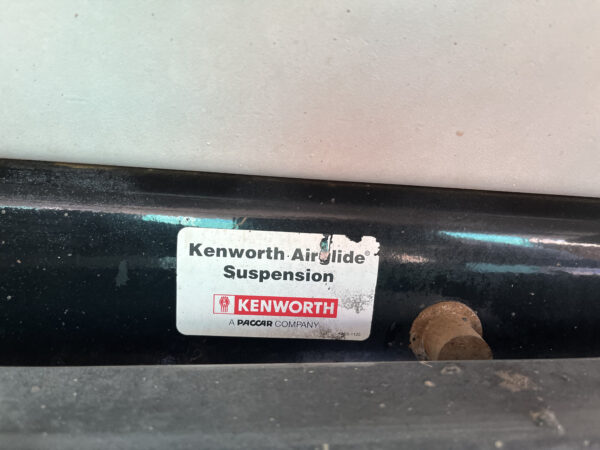 Kenworth AirGlide®
Suspension
KENWORTH
A PACCAR COMPANY